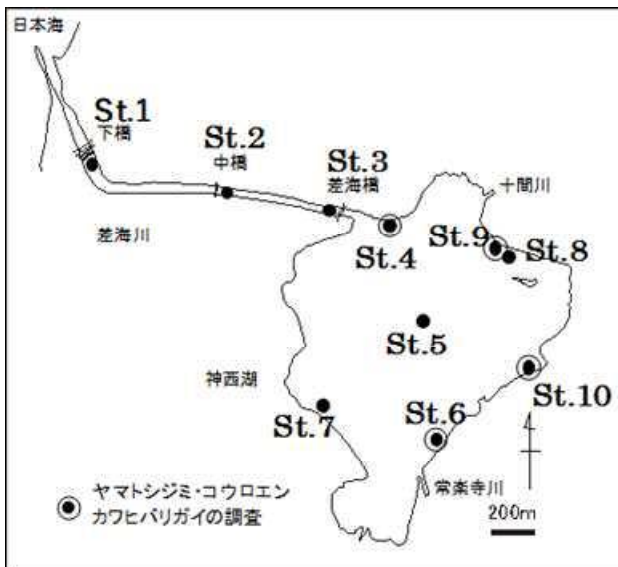 日本海
St.1
下橋
St.2
中橋
St.3
差海橋
十間川
差海川
St.4
St.9
St.8
St.5
神西湖
St.7
St.6
St.10
常楽寺川
ヤマトシジミ・コウロエン
カワヒバリガイの調査
200m